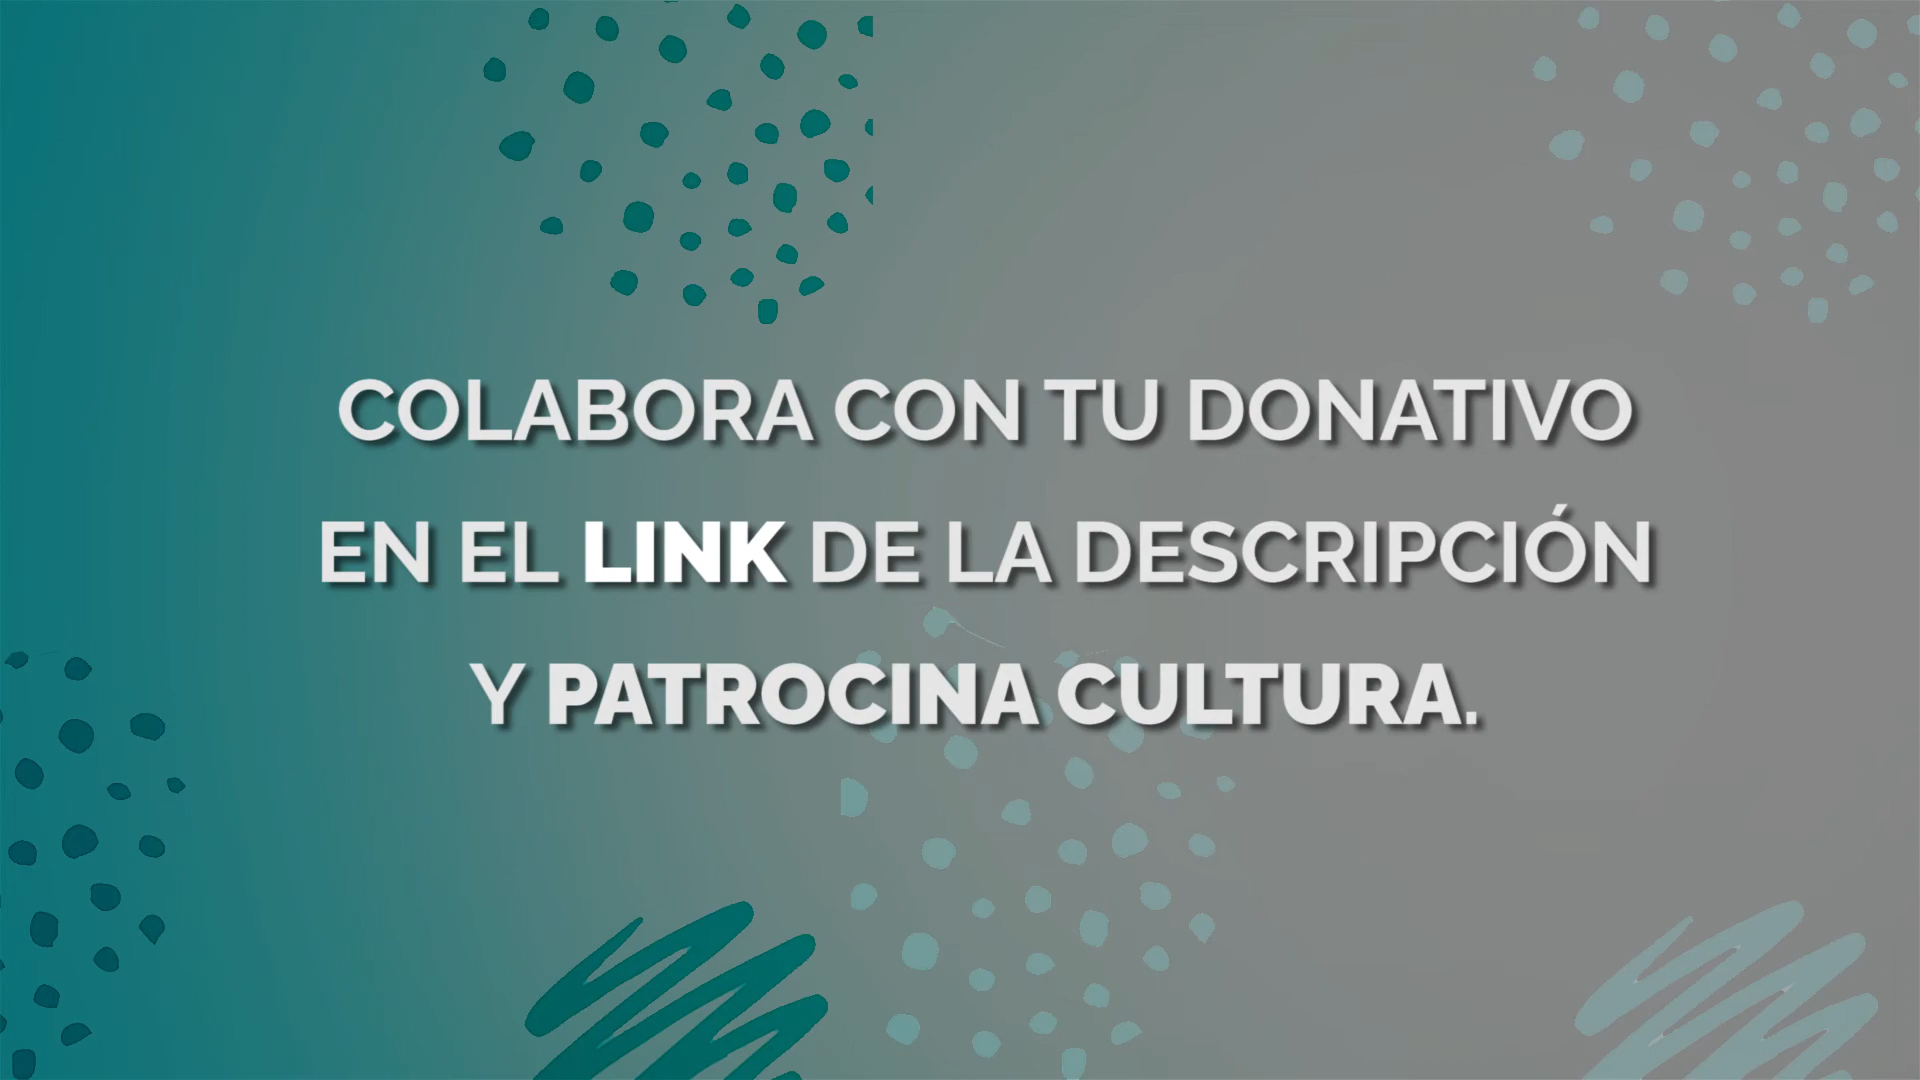 COLABORA CON TU DONATIVO
EN EL LINK DE LA DESCRIPCIÓN
Y PATROCINA CULTURA.